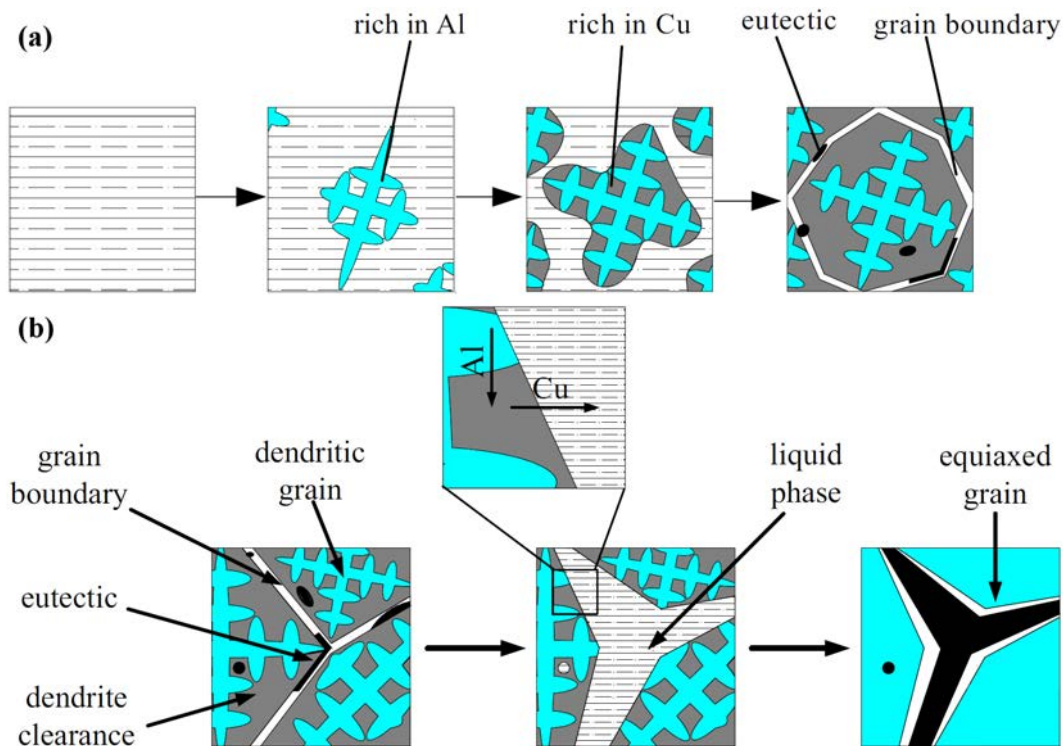 (a)
rich in Al
rich in Cu
eutectic
grain boundary
(b)
Al
Cu
grain
boundary
dendritic
grain
liquid
phase
equiaxed
grain
eutectic
dendrite
clearance